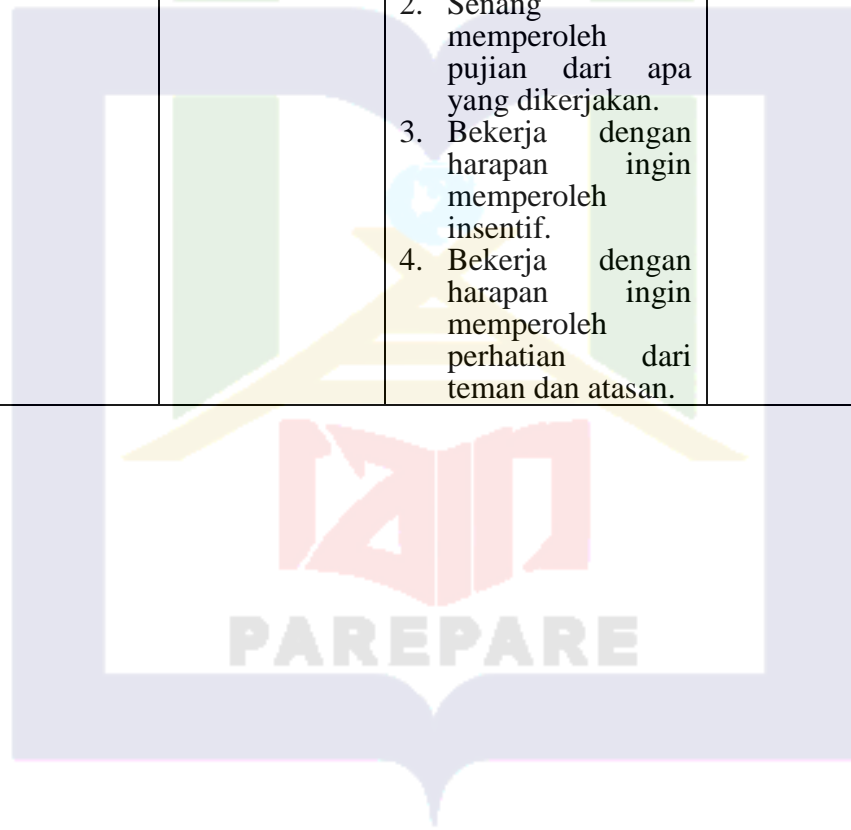 2. Senang
memperoleh
pujian dari apa
yang dikerjakan.
3. Bekerja dengan
harapan ingin
memperoleh
insentif.
4. Bekerja dengan
harapan ingin
memperoleh
perhatian dari
teman dan atasan.
PAREPARE